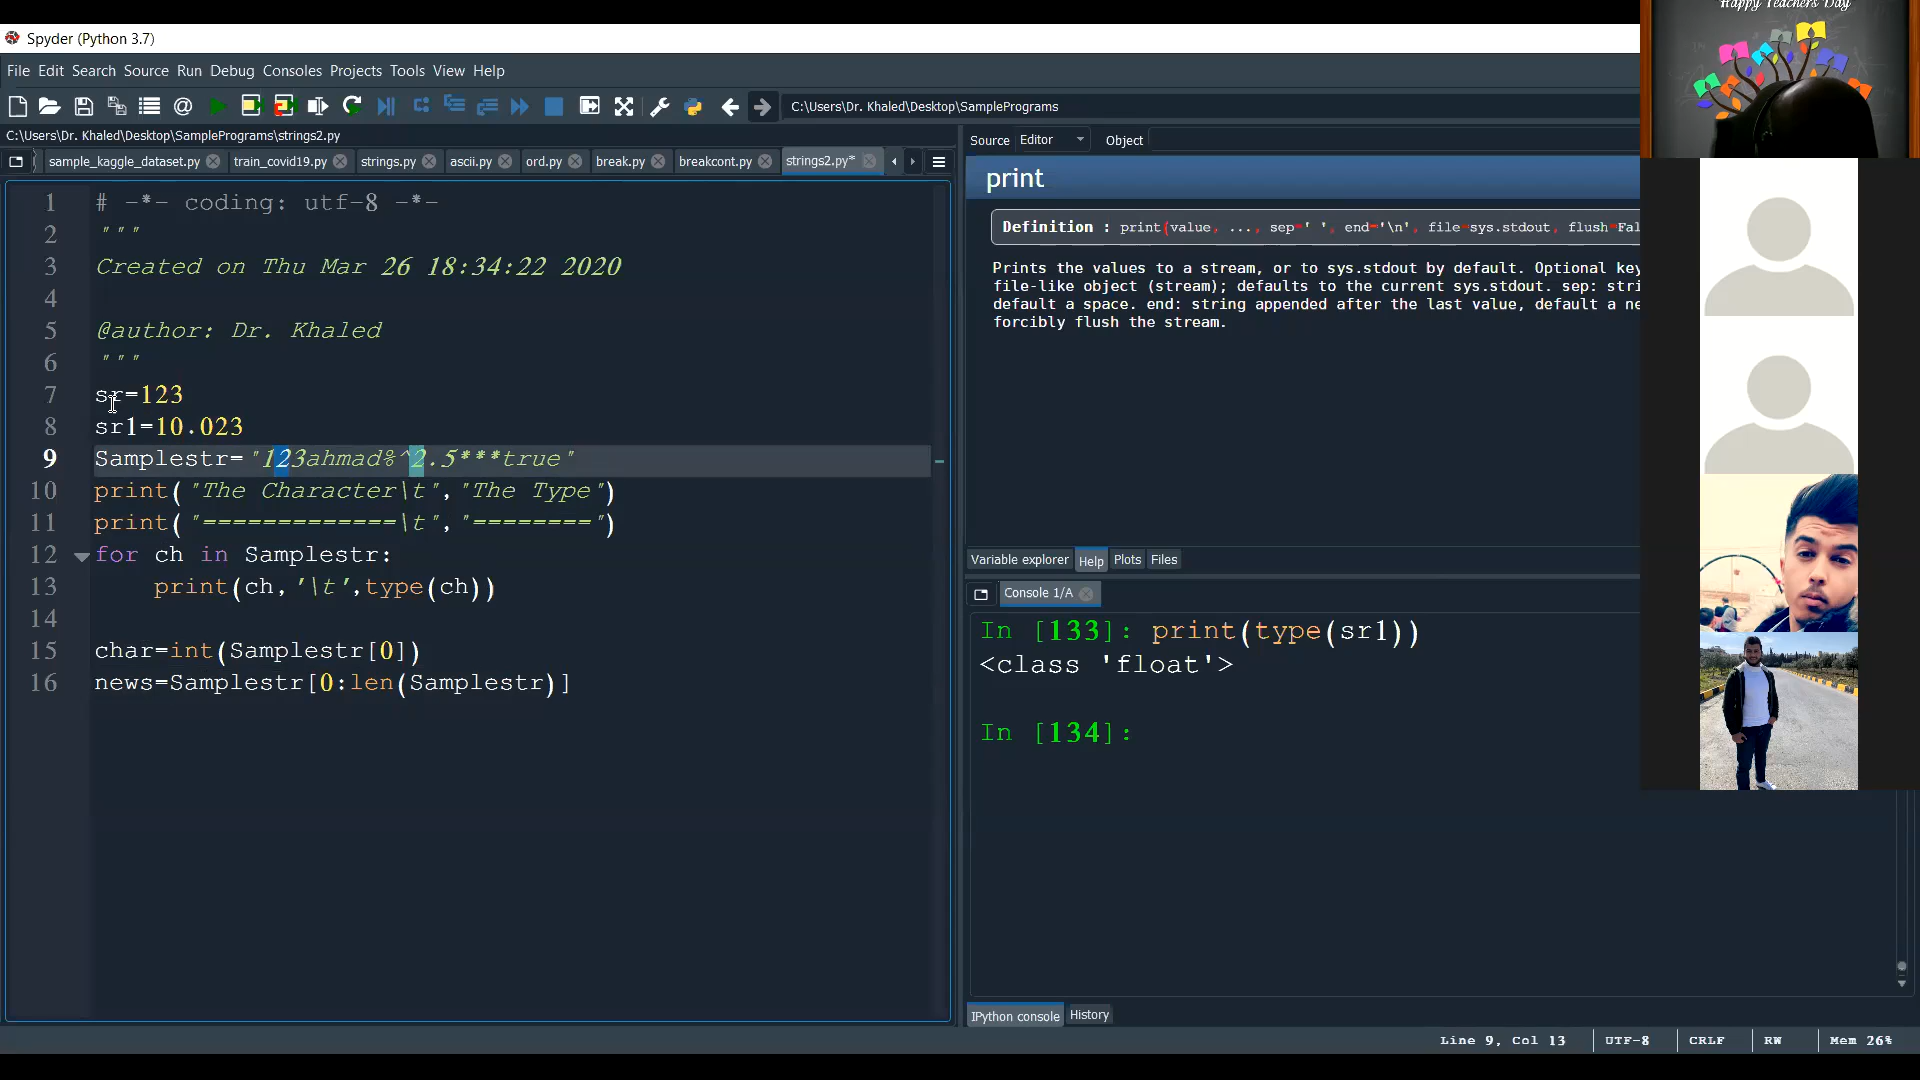 Happy Teachers Day
Spyder (Python 3.7)
File Edit Search Source Run Debug Consoles Projects Tools View Help
C:\Users\Dr. Khaled\Desktop\SamplePrograms
C:\Users\Dr. Khaled\Desktop\SamplePrograms\strings2.py
sample_kaggle_dataset.py train_covid19.py strings.py ascii.py ord.py break.py breakcont.py strings2.py*
1 # -*- coding: utf-8 -*-
2 """
3 Created on Thu Mar 26 18:34:22 2020
4
5 @author: Dr. Khaled
6 """
7 sr=123
8 sr1=10.023
9 Samplestr="123ahmad%^2.5***true"
10 print("The Character\t","The Type")
11 print("=============\t","========")
12 for ch in Samplestr:
13     print(ch,'\t',type(ch))
14
15 char=int(Samplestr[0])
16 news=Samplestr[0:len(Samplestr)]
Source Editor Object
print
Definition : print(value, ..., sep=' ', end='\n', file=sys.stdout, flush=Fal
Prints the values to a stream, or to sys.stdout by default. Optional key
file-like object (stream); defaults to the current sys.stdout. sep: stri
default a space. end: string appended after the last value, default a ne
forcibly flush the stream.
Variable explorer Help Plots Files
Console 1/A
In [133]: print(type(sr1))
<class 'float'>
In [134]:
IPython console History
Line 9, Col 13 UTF-8 CRLF RW Mem 26%